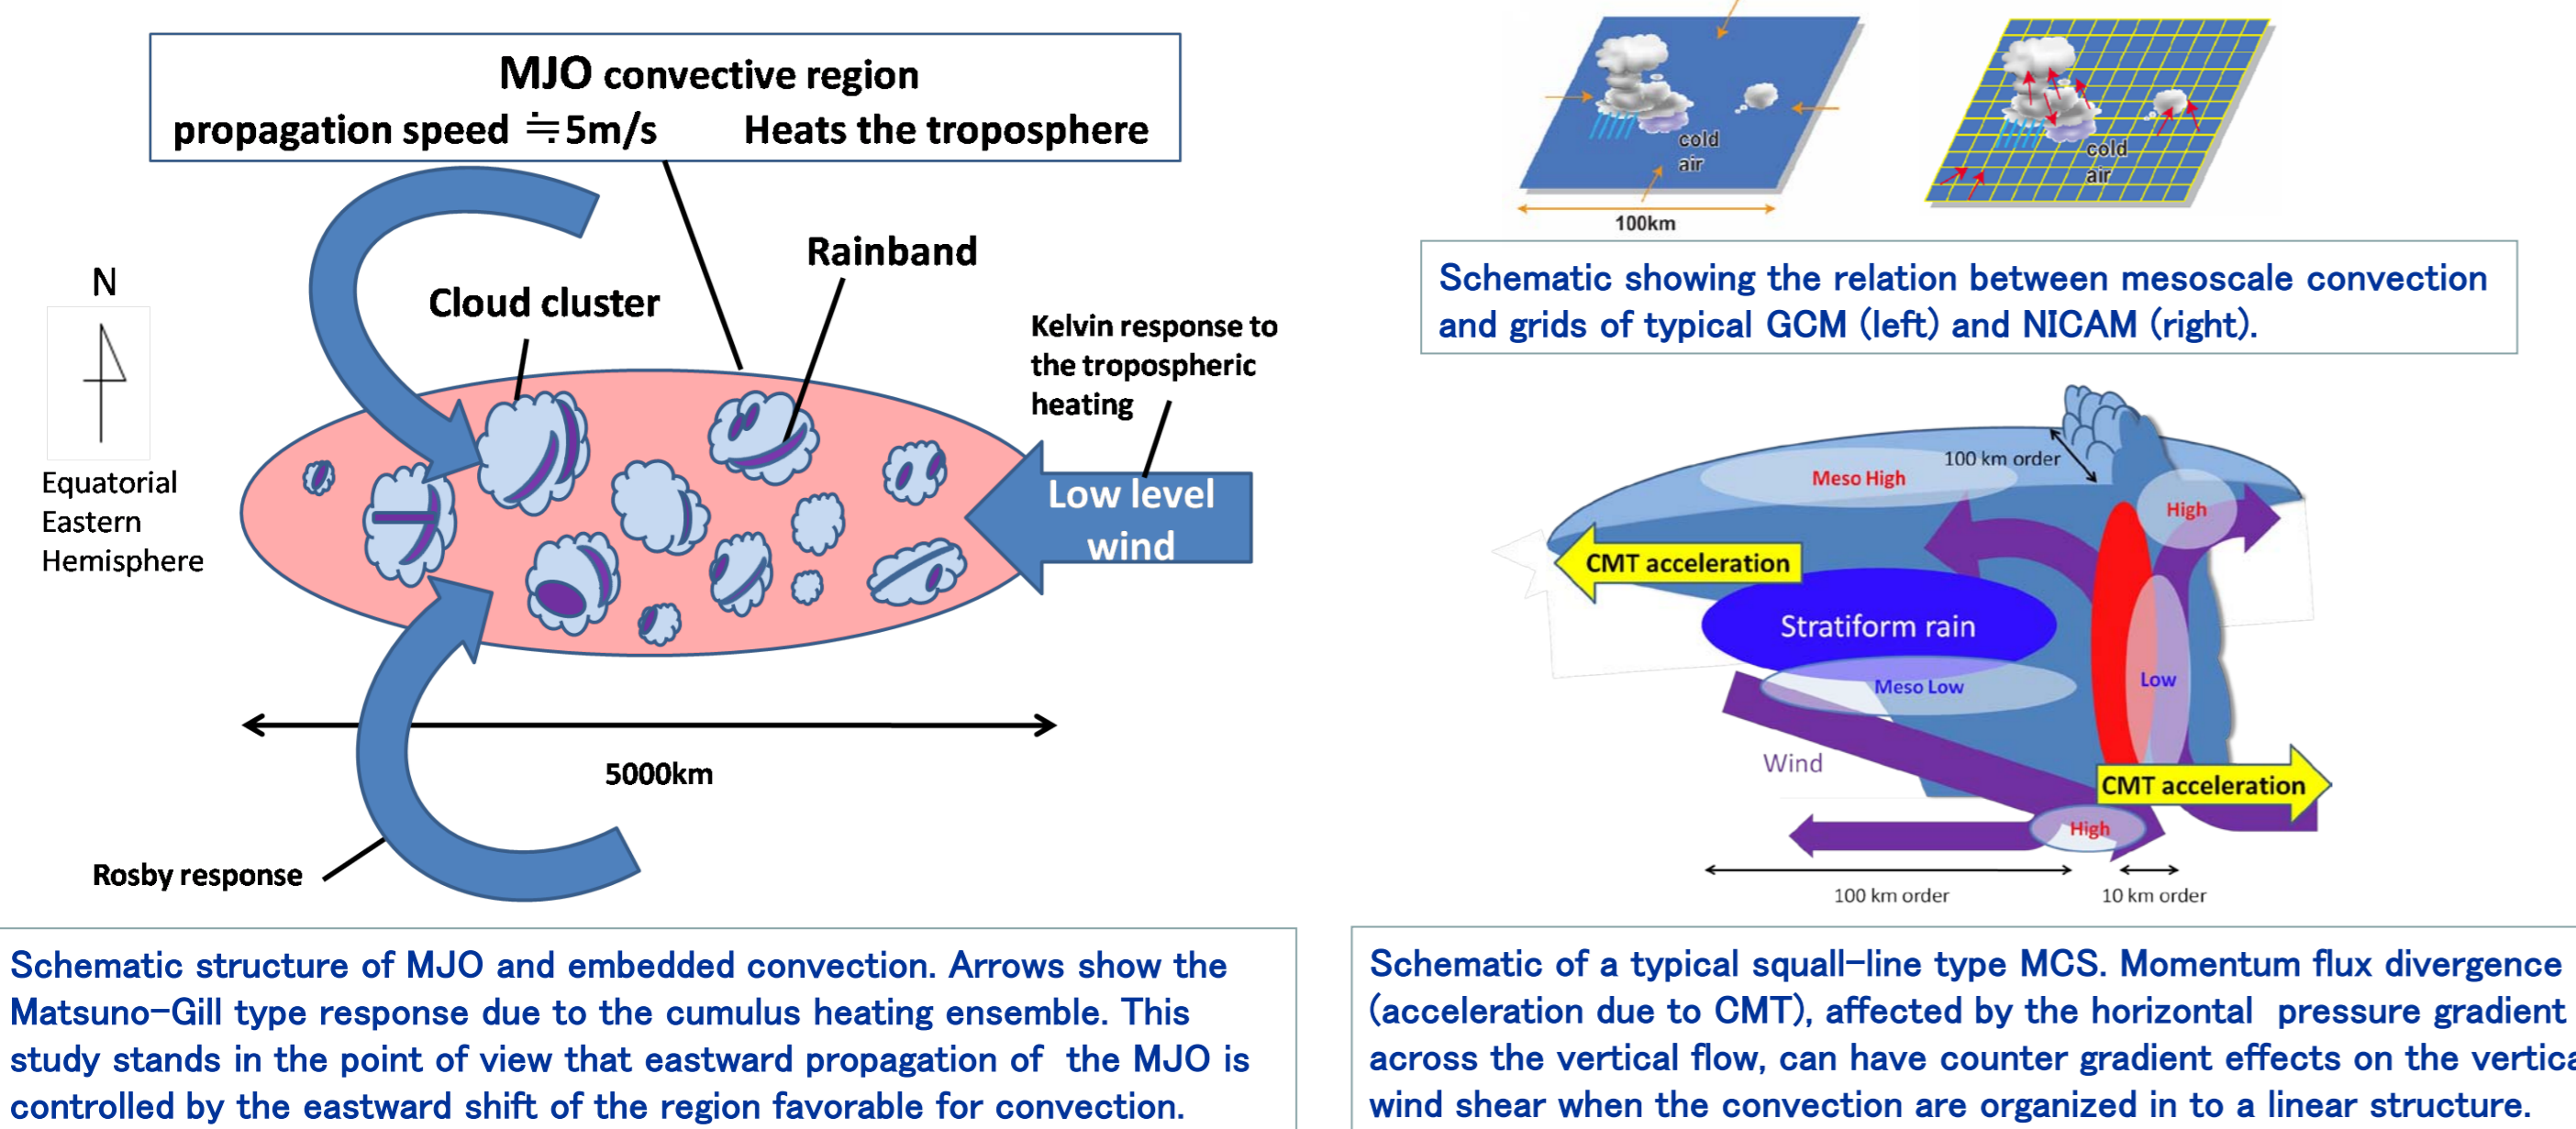 MJO convective region
propagation speed ≒5m/s Heats the troposphere
Rainband
Cloud cluster
N
Equatorial
Eastern
Hemisphere
Kelvin response to
the tropospheric
heating
Low level
wind
5000km
Rosby response
Schematic structure of MJO and embedded convection. Arrows show the
Matsuno-Gill type response due to the cumulus heating ensemble. This
study stands in the point of view that eastward propagation of the MJO is
controlled by the eastward shift of the region favorable for convection.
cold
air
100km
cold
air
Schematic showing the relation between mesoscale convection
and grids of typical GCM (left) and NICAM (right).
100 km order
Meso High
High
CMT acceleration
Stratiform rain
Meso Low
Low
Wind
CMT acceleration
High
100 km order
10 km order
Schematic of a typical squall-line type MCS. Momentum flux divergence
(acceleration due to CMT), affected by the horizontal pressure gradient
across the vertical flow, can have counter gradient effects on the vertica
wind shear when the convection are organized in to a linear structure.